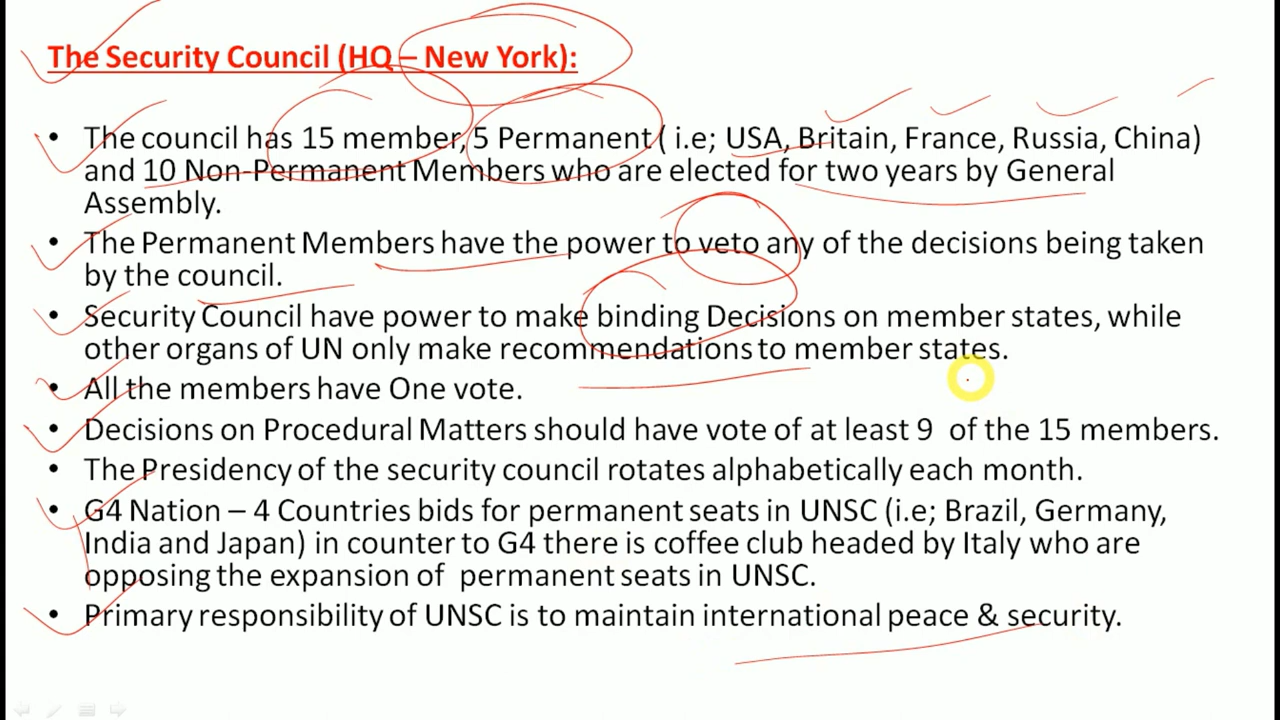 The Security Council (HQ – New York):
• The council has 15 member, 5 Permanent ( i.e; USA, Britain, France, Russia, China)
and 10 Non-Permanent Members who are elected for two years by General
Assembly.
• The Permanent Members have the power to veto any of the decisions being taken
by the council.
• Security Council have power to make binding Decisions on member states, while
other organs of UN only make recommendations to member states.
• All the members have One vote.
• Decisions on Procedural Matters should have vote of at least 9 of the 15 members.
• The Presidency of the security council rotates alphabetically each month.
• G4 Nation – 4 Countries bids for permanent seats in UNSC (i.e; Brazil, Germany,
India and Japan) in counter to G4 there is coffee club headed by Italy who are
opposing the expansion of permanent seats in UNSC.
• Primary responsibility of UNSC is to maintain international peace & security.